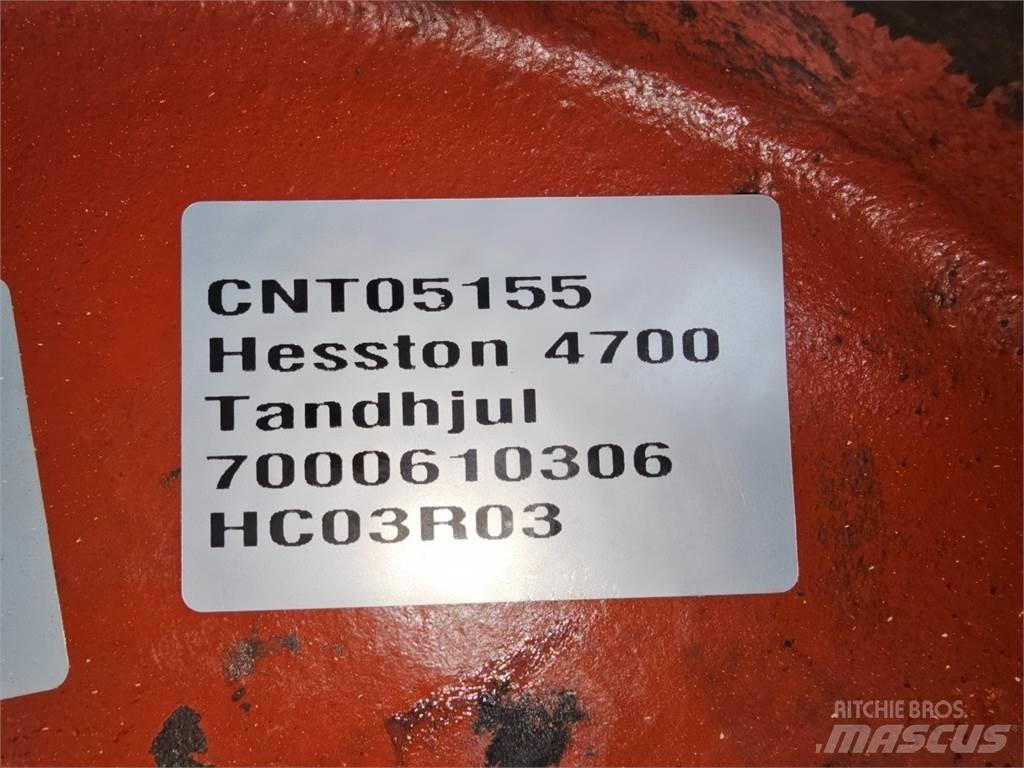 CNT05155
Hesston 4700
Tandhjul
7000610306
HC03R03
RITCHIE BROS.
MASCUS